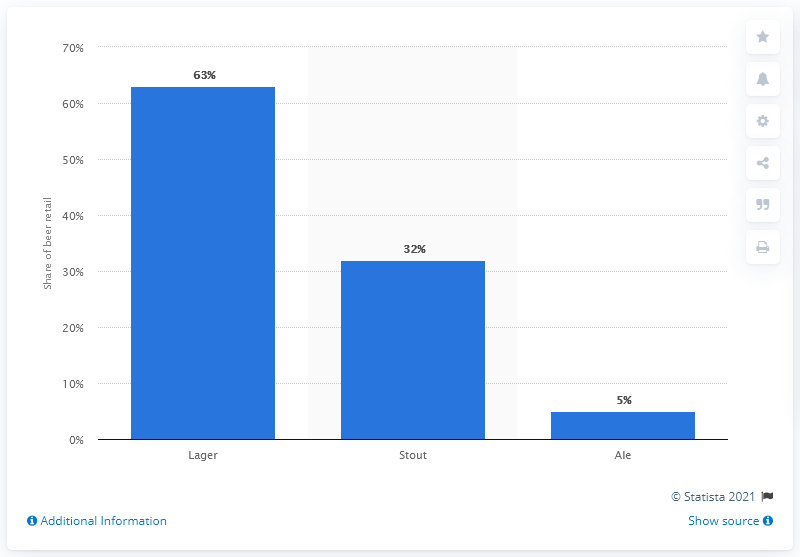 70%
63%
60%
50%
40%
32%
30%
20%
10%
5%
0%
Share of beer retail
Lager
Stout
Ale
© Statista 2021
Additional Information
Show source